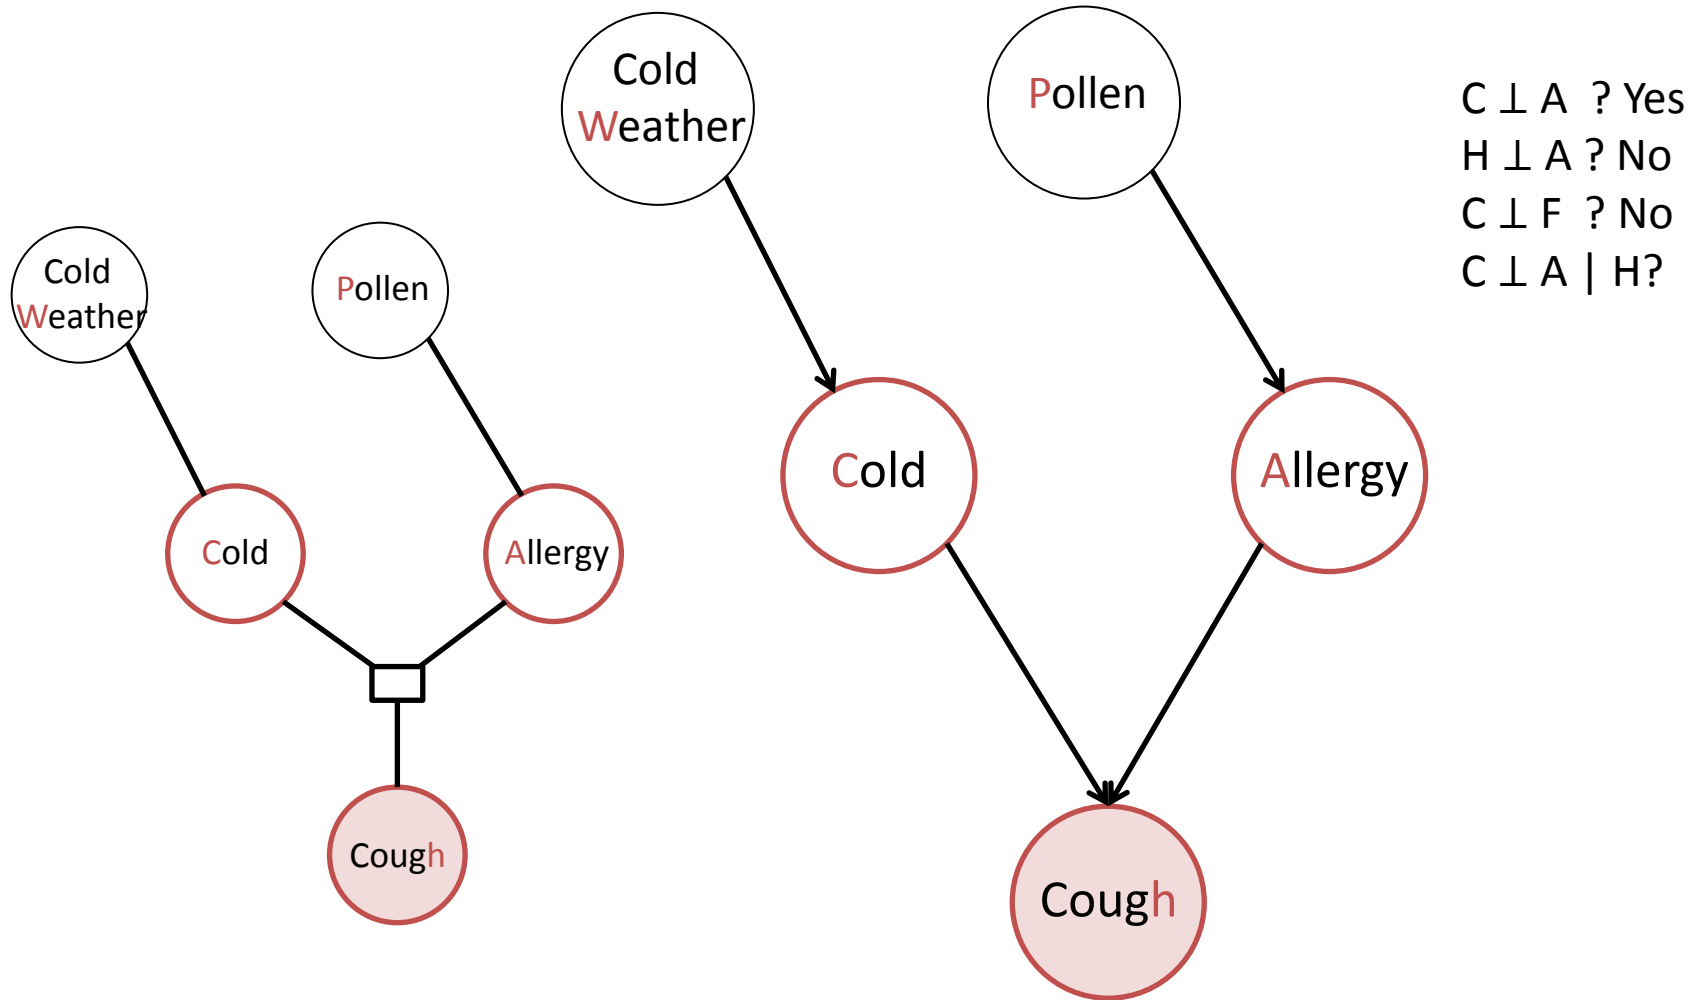 Cold
Weather
Pollen
Cold
Allergy
Cough
Cold
Weather
Pollen
Cold
Allergy
Cough
C ⊥ A ? Yes
H ⊥ A ? No
C ⊥ F ? No
C ⊥ A | H?